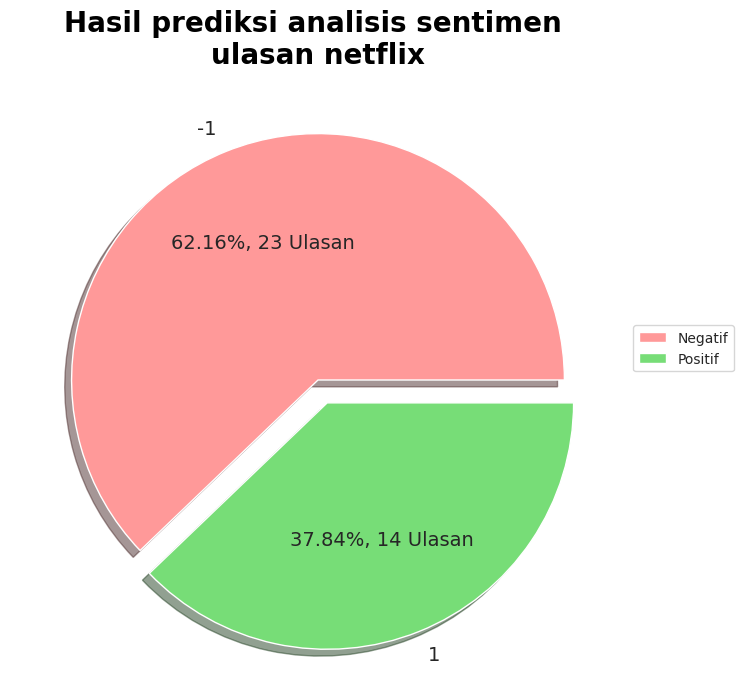 Hasil prediksi analisis sentimen
ulasan netflix
-1
62.16%, 23 Ulasan
Negatif
Positif
37.84%, 14 Ulasan
1